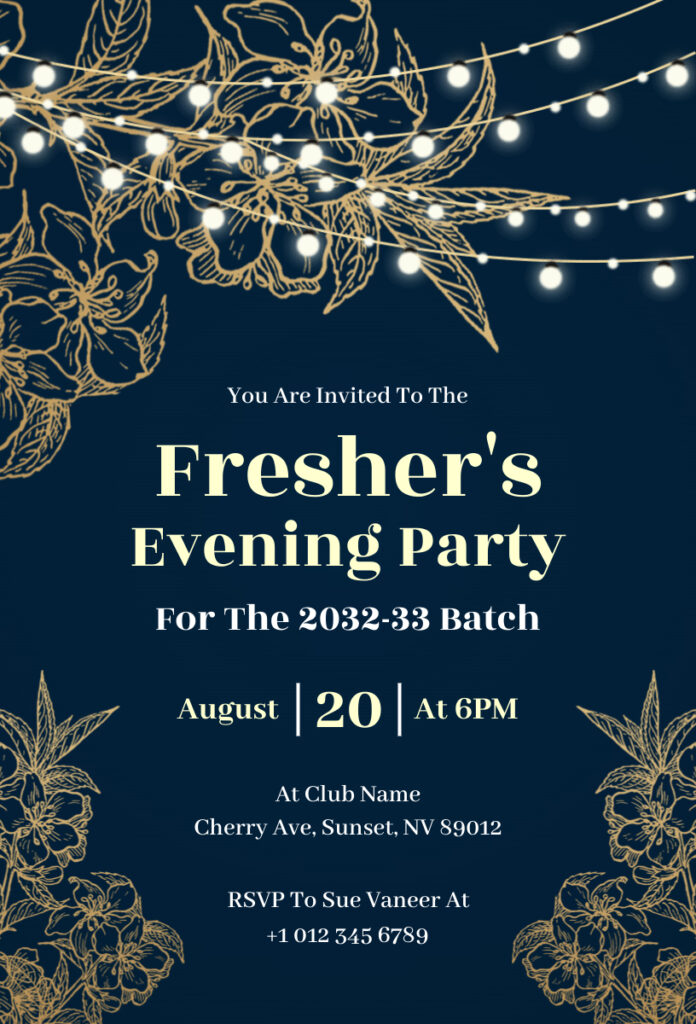 You Are Invited To The
Fresher's
Evening Party
For The 2032-33 Batch
August | 20 | At 6PM
At Club Name
Cherry Ave, Sunset, NV 89012
RSVP To Sue Vaneer At
+1 012 345 6789